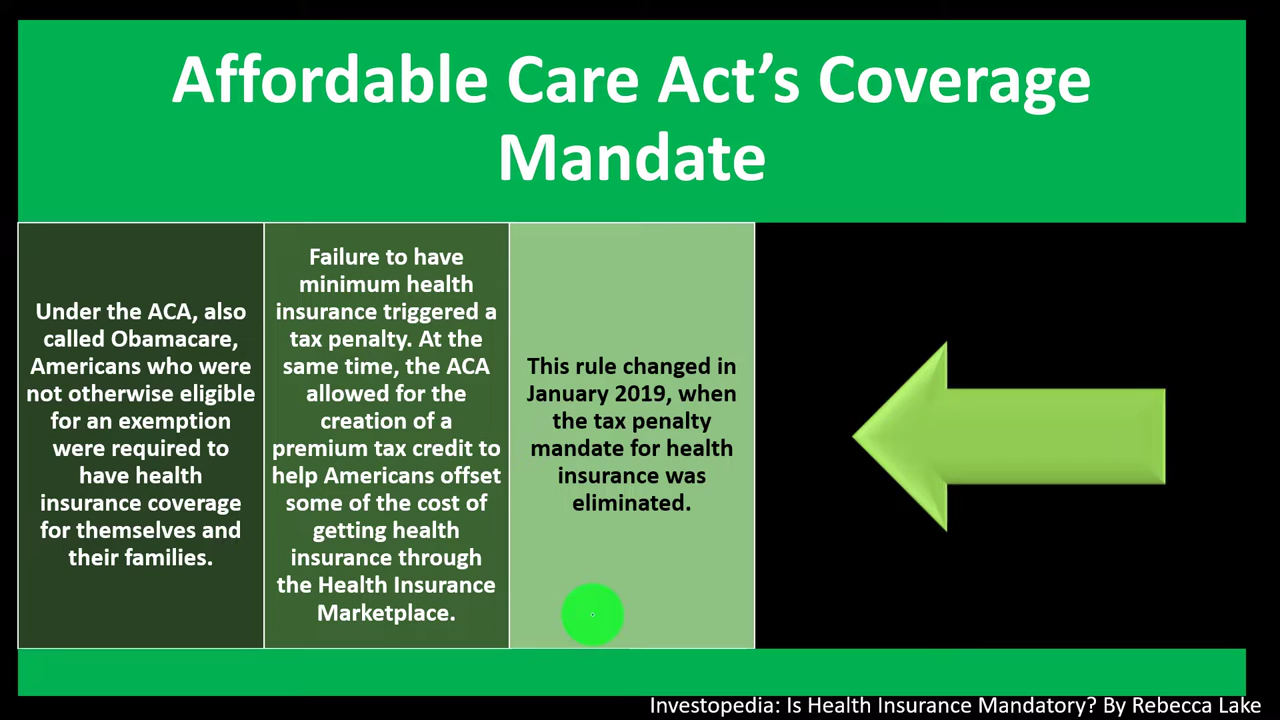 Affordable Care Act’s Coverage
Mandate
Under the ACA, also
called Obamacare,
Americans who were
not otherwise eligible
for an exemption
were required to
have health
insurance coverage
for themselves and
their families.
Failure to have
minimum health
insurance triggered a
tax penalty. At the
same time, the ACA
allowed for the
creation of a
premium tax credit to
help Americans offset
some of the cost of
getting health
insurance through
the Health Insurance
Marketplace.
This rule changed in
January 2019, when
the tax penalty
mandate for health
insurance was
eliminated.
Investopedia: Is Health Insurance Mandatory? By Rebecca Lake